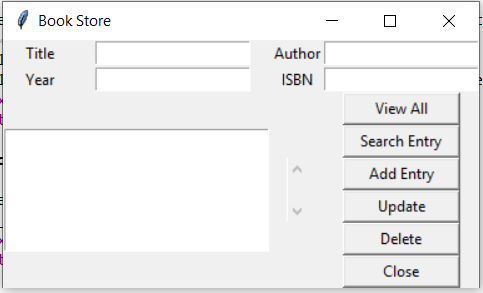 Book Store
Title Author
Year ISBN
View All
Search Entry
Add Entry
Update
Delete
Close